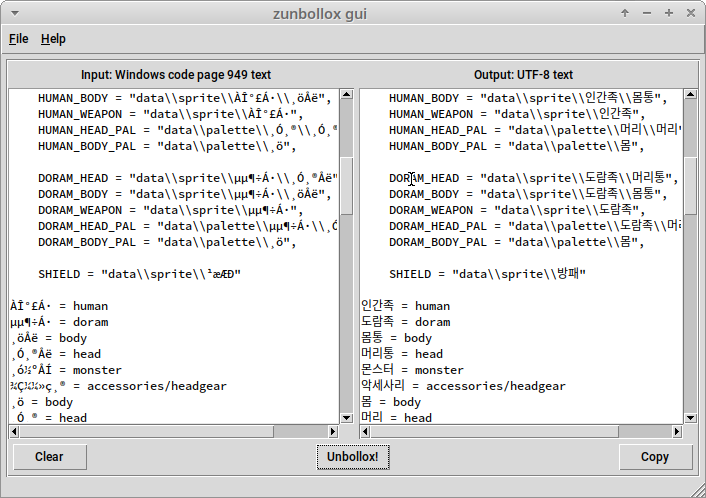 zunbollox gui
File Help
Input: Windows code page 949 text
HUMAN_BODY = "data\\sprite\\ÀÎ°£Á·\\¸öÅë",
HUMAN_WEAPON = "data\\sprite\\ÀÎ°£Á·",
HUMAN_HEAD_PAL = "data\\palette\\¸Ó¸®\\¸Ó¸®
HUMAN_BODY_PAL = "data\\palette\\¸ö",
DORAM_HEAD = "data\\sprite\\µµ¶÷Á·\\¸Ó¸®Åë"
DORAM_BODY = "data\\sprite\\µµ¶÷Á·\\¸öÅë",
DORAM_WEAPON = "data\\sprite\\µµ¶÷Á·",
DORAM_HEAD_PAL = "data\\palette\\µµ¶÷Á·\\¸Ó
DORAM_BODY_PAL = "data\\palette\\¸ö",
SHIELD = "data\\sprite\\¹æÆÐ"
ÀÎ°£Á· = human
µµ¶÷Á· = doram
¸öÅë = body
¸Ó¸®Åë = head
¸ó½ºÅÍ = monster
¾Ç¼¼»ç¸® = accessories/headgear
¸ö = body
¸Ó¸® = head
Output: UTF-8 text
HUMAN_BODY = "data\\sprite\\인간족\\몸통",
HUMAN_WEAPON = "data\\sprite\\인간족",
HUMAN_HEAD_PAL = "data\\palette\\머리\\머리"
HUMAN_BODY_PAL = "data\\palette\\몸",
DORAM_HEAD = "data\\sprite\\도람족\\머리통",
DORAM_BODY = "data\\sprite\\도람족\\몸통",
DORAM_WEAPON = "data\\sprite\\도람족",
DORAM_HEAD_PAL = "data\\palette\\도람족\\머리
DORAM_BODY_PAL = "data\\palette\\몸",
SHIELD = "data\\sprite\\방패"
인간족 = human
도람족 = doram
몸통 = body
머리통 = head
몬스터 = monster
악세사리 = accessories/headgear
몸 = body
머리 = head
Clear
Unbollox!
Copy